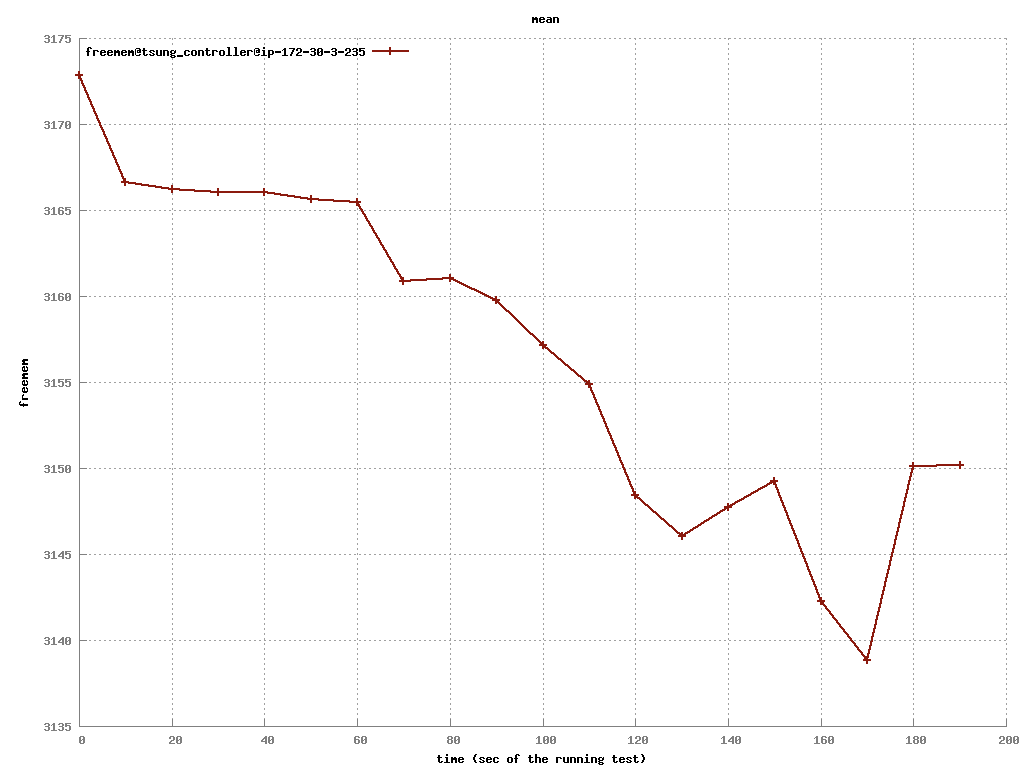 mean
3175
freemem@tsung_controller@ip-172-30-3-235
3170
3165
3160
3155
3150
3145
3140
3135
freemem
0 20 40 60 80 100 120 140 160 180 200
time (sec of the running test)